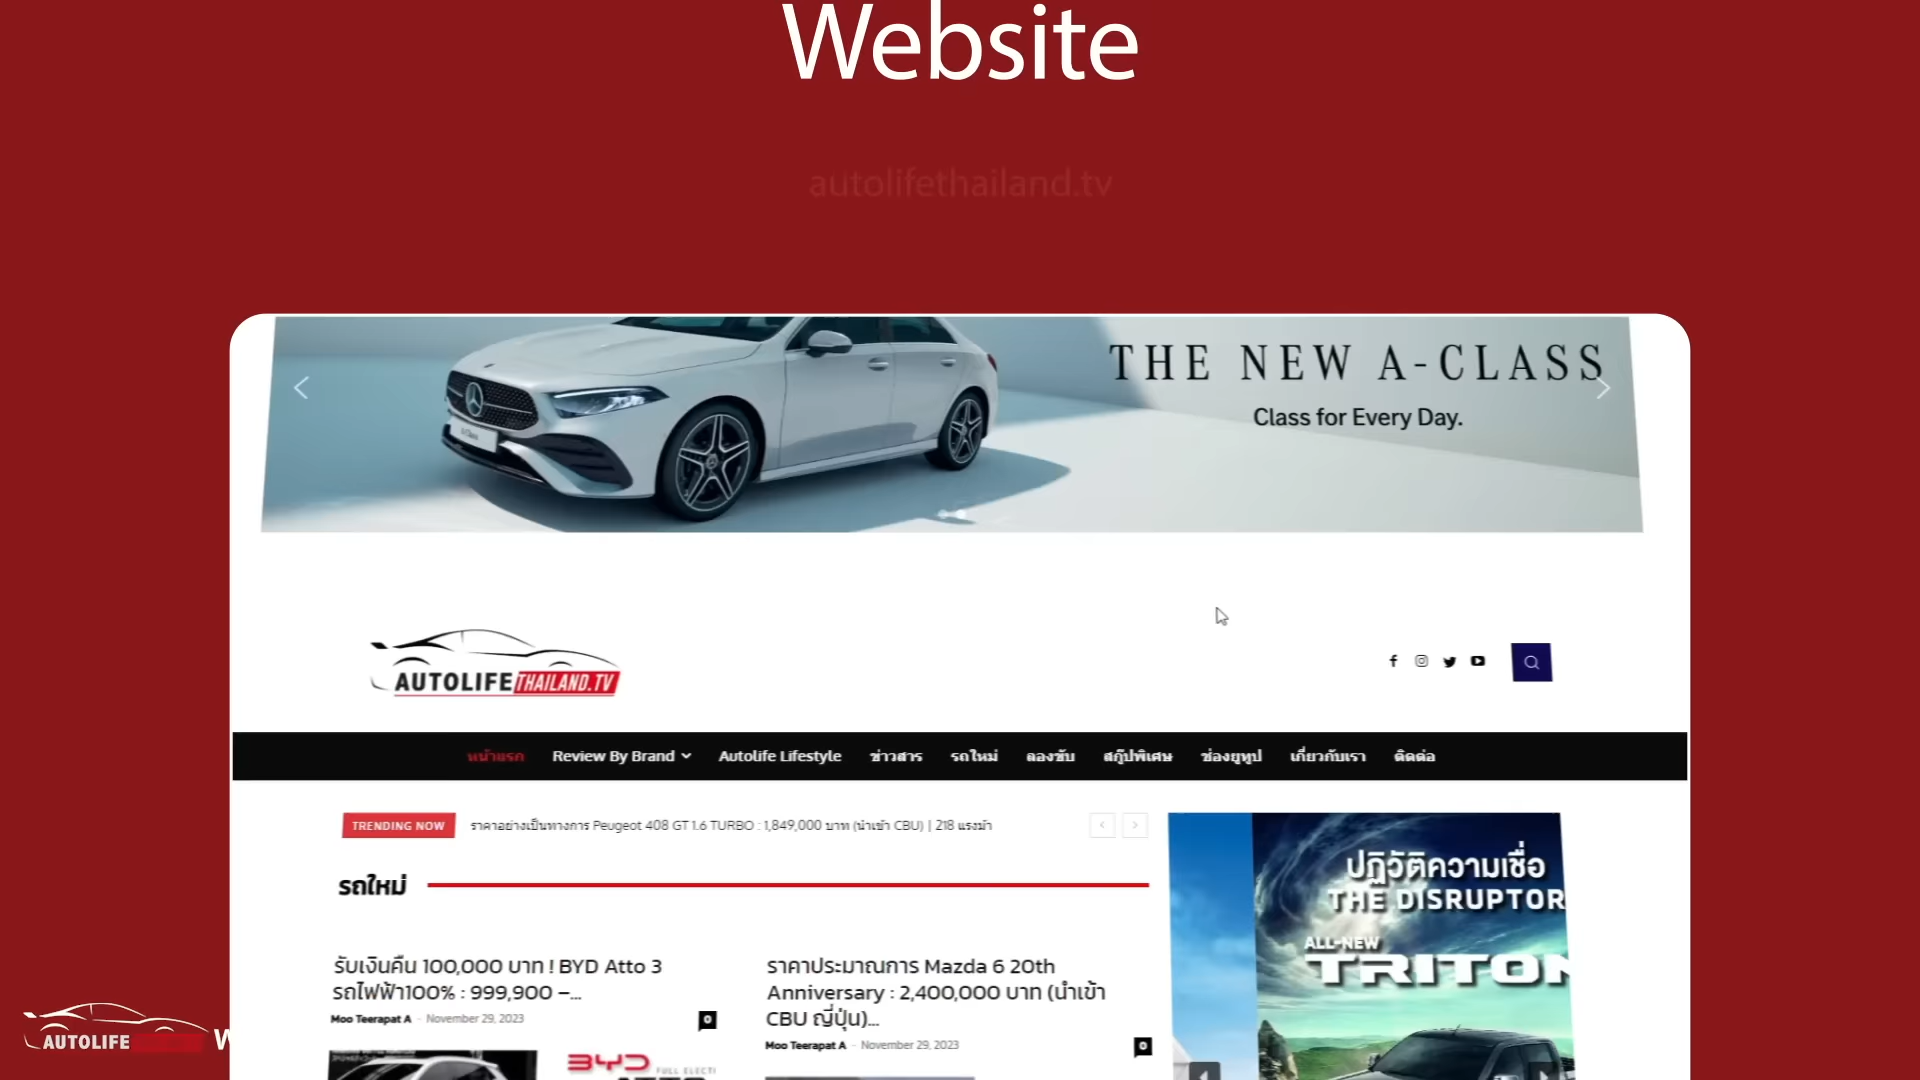 Website
autolifethailand.tv
THE NEW A-CLASS
Class for Every Day.
AUTOLIFE THAILAND.TV
หน้าแรก Review By Brand Autolife Lifestyle ข่าวสาร รถใหม่ ลองขับ สกู๊ปพิเศษ ช่องยูทูป เกี่ยวกับเรา ติดต่อ
TRENDING NOW ราคาอย่างเป็นทางการ Peugeot 408 GT 1.6 TURBO : 1,849,000 บาท (นำเข้า CBU) | 218 แรงม้า
รถใหม่
รับเงินคืน 100,000 บาท ! BYD Atto 3
รถไฟฟ้า100% : 999,900 –...
Moo Teerapat A - November 29, 2023 0
ราคาประมาณการ Mazda 6 20th
Anniversary : 2,400,000 บาท (นำเข้า
CBU ญี่ปุ่น)...
Moo Teerapat A - November 29, 2023 0
ปฏิวัติความเชื่อ
THE DISRUPTOR
ALL-NEW
TRITON
BYD FULL ELECTI
AUTOLIFE W